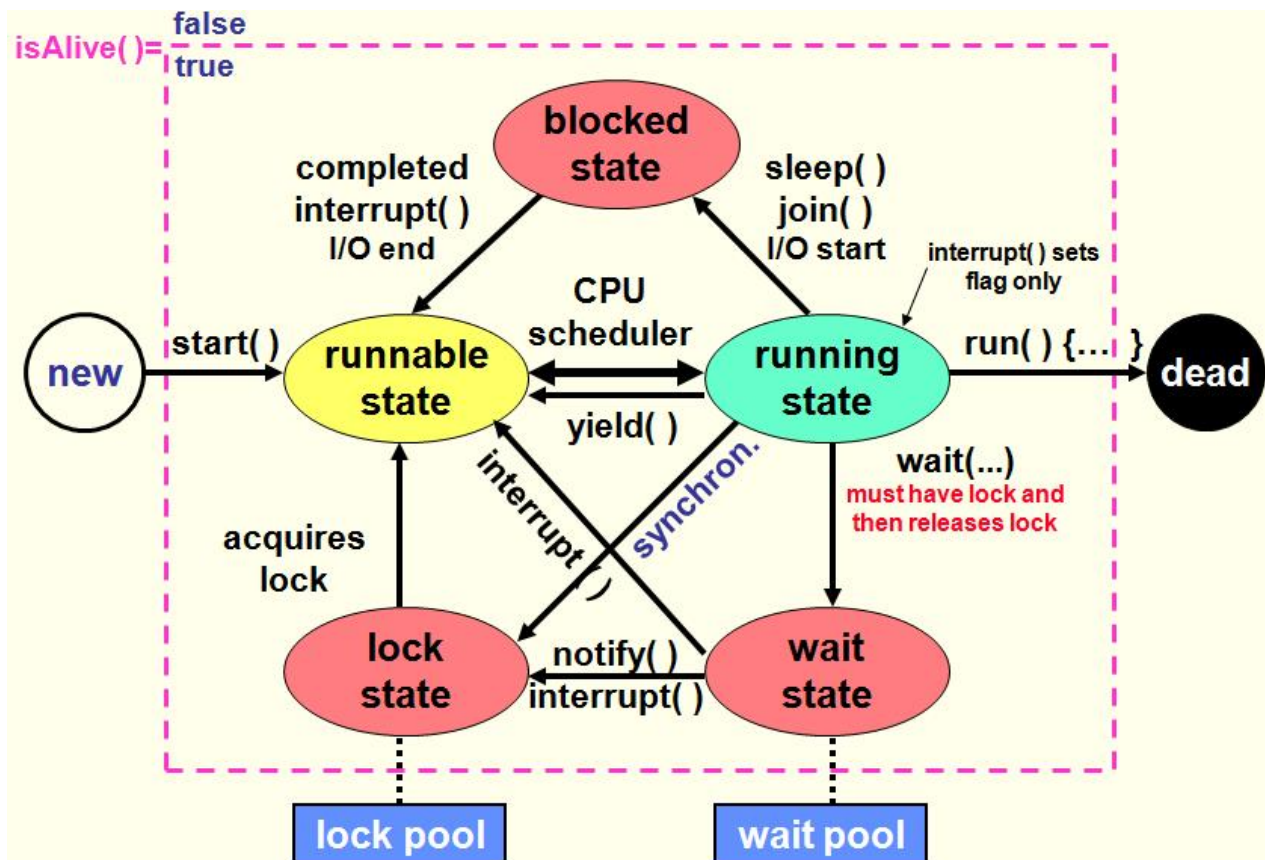 false
isAlive( )=
true
blocked
state
completed
interrupt( )
I/O end
sleep( )
join( )
I/O start
interrupt( ) sets
flag only
CPU
scheduler
new
start( )
runnable
state
running
state
run( ) {... }
dead
yield( )
interrupt ( )
synchron.
wait(...)
must have lock and
then releases lock
acquires
lock
lock
state
notify( )
interrupt( )
wait
state
lock pool
wait pool